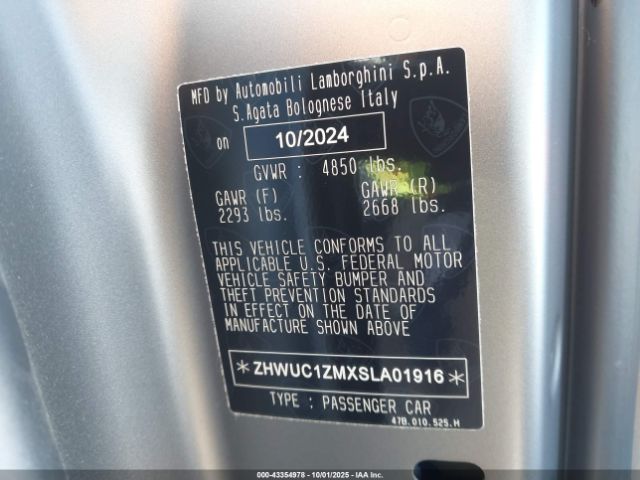 MFD by Automobili Lamborghini S.p.A.
S.Agata Bolognese Italy
on 10/2024
GVWR : 4850 lbs.
GAWR (F) GAWR (R)
2293 lbs. 2668 lbs.
THIS VEHICLE CONFORMS TO ALL
APPLICABLE U.S. FEDERAL MOTOR
VEHICLE SAFETY BUMPER AND
THEFT PREVENTION STANDARDS
IN EFFECT ON THE DATE OF
MANUFACTURE SHOWN ABOVE
*ZHWUC1ZMXSLA01916*
TYPE : PASSENGER CAR
47B.010.525.H
000-43354978 | 10/01/2025 | IAA Inc.